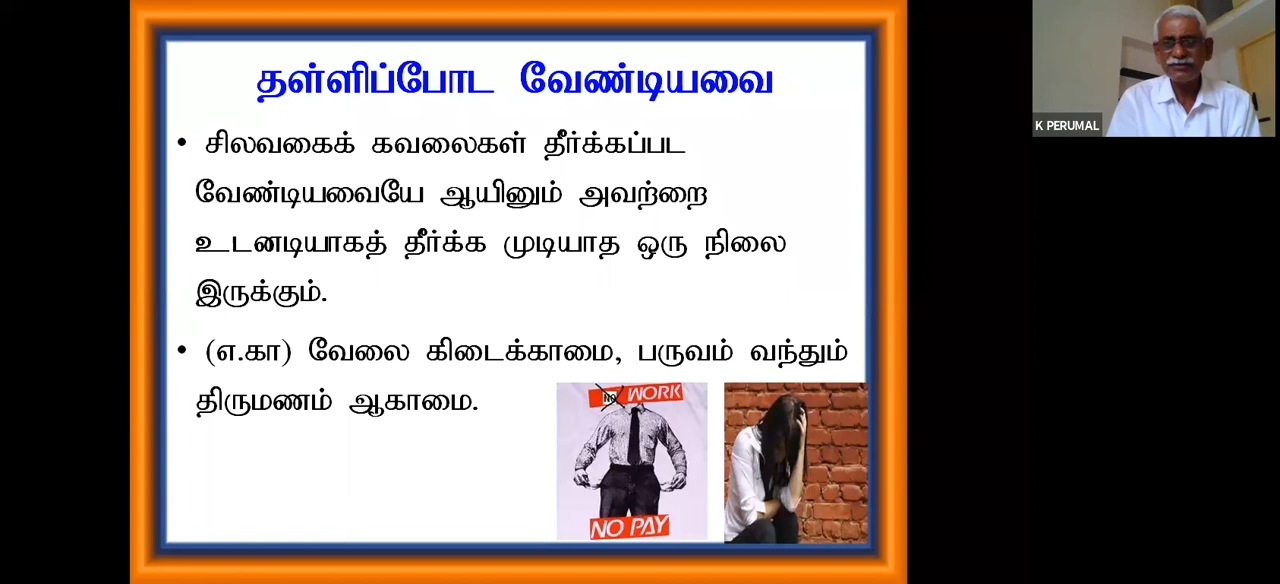 தள்ளிப்போட வேண்டியவை
• சிலவகைக் கவலைகள் தீர்க்கப்பட
வேண்டியவையே ஆயினும் அவற்றை
உடனடியாகத் தீர்க்க முடியாத ஒரு நிலை
இருக்கும்.
• (எ.கா) வேலை கிடைக்காமை, பருவம் வந்தும்
திருமணம் ஆகாமை.
NO WORK
NO PAY
K PERUMAL